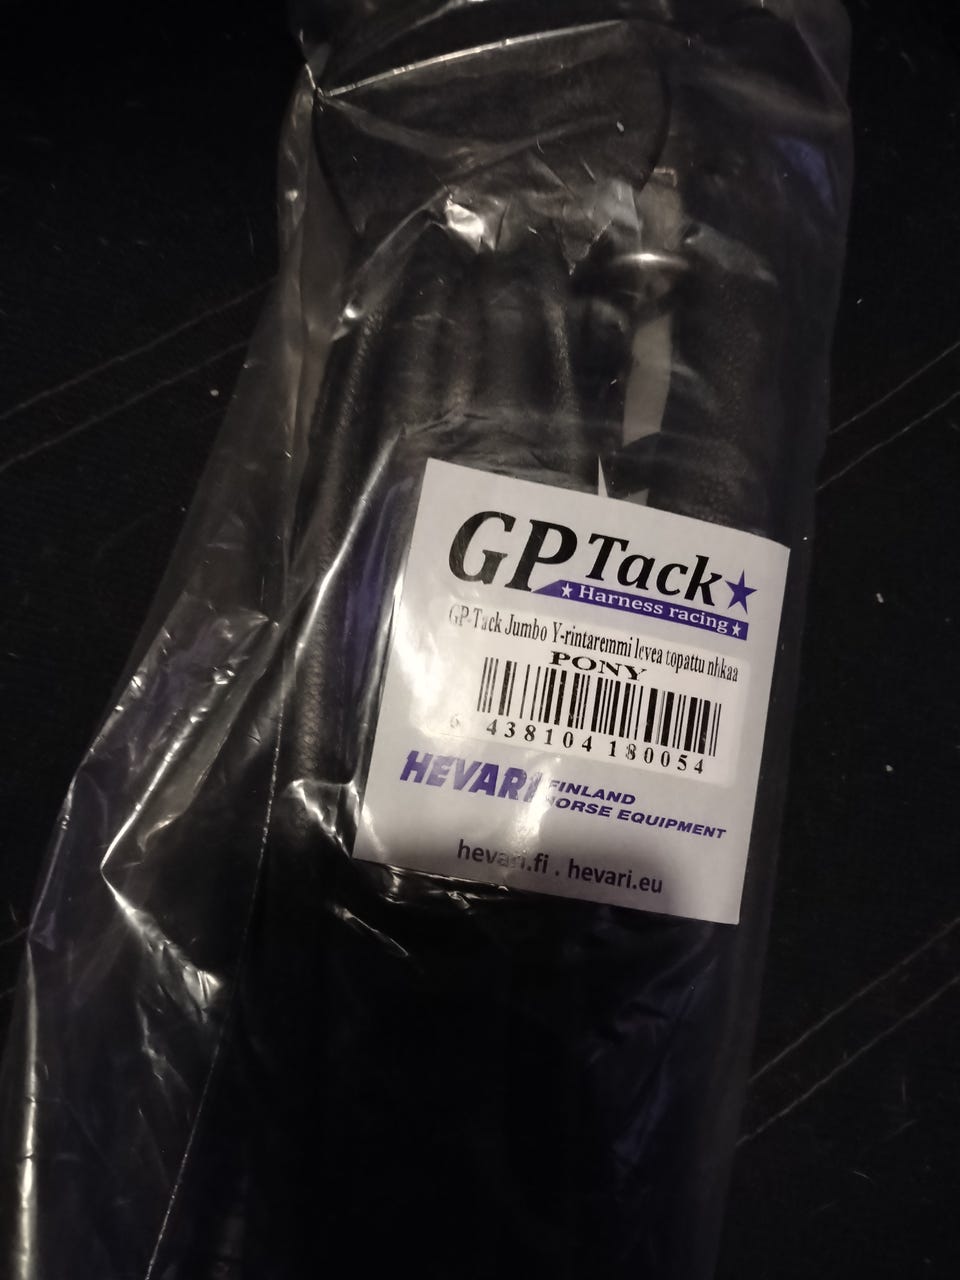 GP Tack
Harness racing
GP-Tack Jumbo Y-rintaremmi levea topattu nhkaa
PONY
6 438104 180054
HEVARI FINLAND
HORSE EQUIPMENT
hevari.fi . hevari.eu